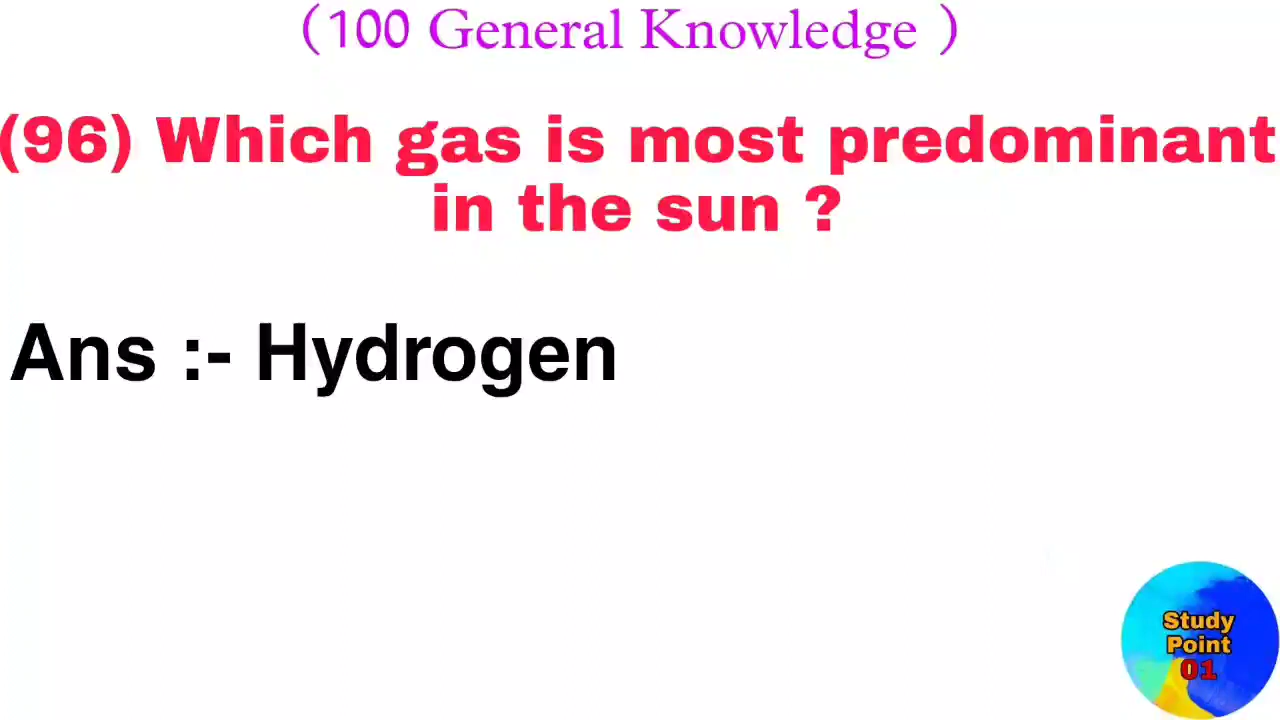 (100 General Knowledge )
(96) Which gas is most predominant
in the sun ?
Ans :- Hydrogen
Study
Point
01